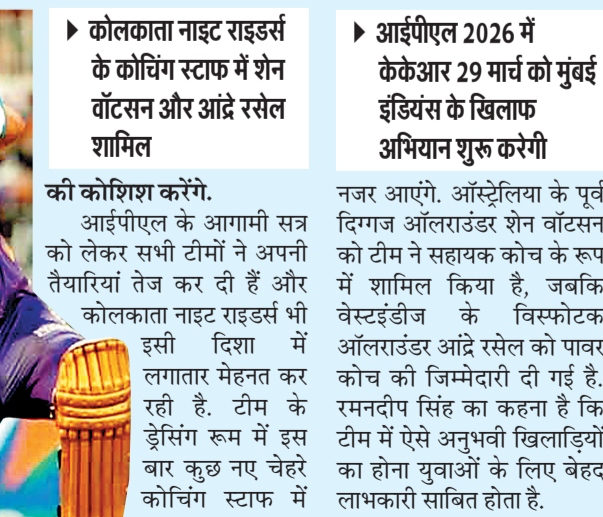 ▶ कोलकाता नाइट राइडर्स
के कोचिंग स्टाफ में शेन
वॉटसन और आंद्रे रसेल
शामिल
की कोशिश करेंगे.
आईपीएल के आगामी सत्र
को लेकर सभी टीमों ने अपनी
तैयारियां तेज कर दी हैं और
कोलकाता नाइट राइडर्स भी
इसी दिशा में
लगातार मेहनत कर
रही है. टीम के
ड्रेसिंग रूम में इस
बार कुछ नए चेहरे
कोचिंग स्टाफ में
▶ आईपीएल 2026 में
केकेआर 29 मार्च को मुंबई
इंडियंस के खिलाफ
अभियान शुरू करेगी
नजर आएंगे. ऑस्ट्रेलिया के पूर्व
दिग्गज ऑलराउंडर शेन वॉटसन
को टीम ने सहायक कोच के रूप
में शामिल किया है, जबकि
वेस्टइंडीज के विस्फोटक
ऑलराउंडर आंद्रे रसेल को पावर
कोच की जिम्मेदारी दी गई है.
रमनदीप सिंह का कहना है कि
टीम में ऐसे अनुभवी खिलाड़ियों
का होना युवाओं के लिए बेहद
लाभकारी साबित होता है.